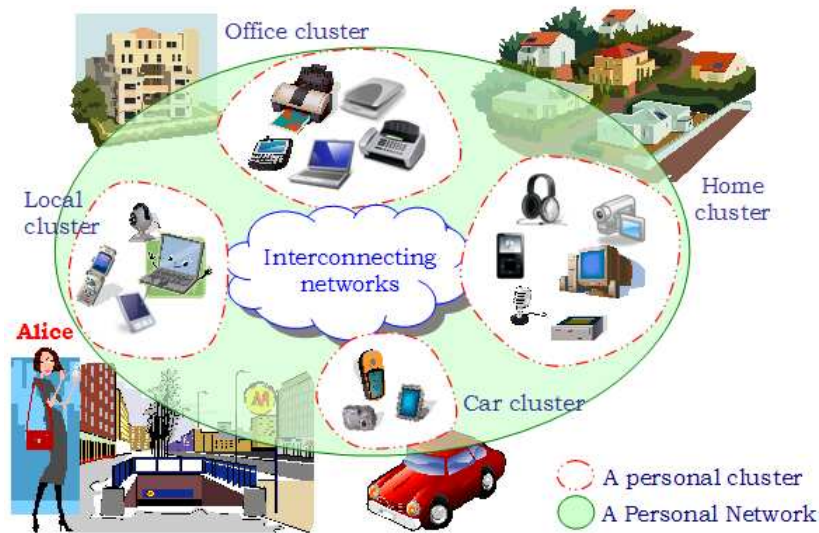 Office cluster
Local
cluster
Home
cluster
Interconnecting
networks
Alice
M
Car cluster
A personal cluster
A Personal Network